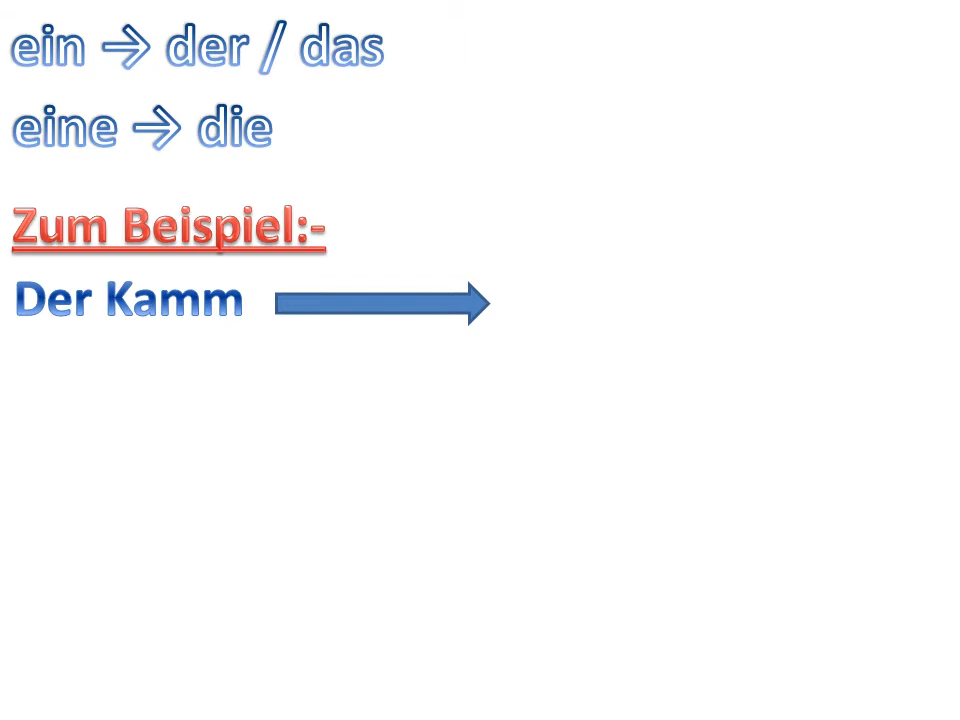 ein → der / das
eine → die
Zum Beispiel:-
Der Kamm